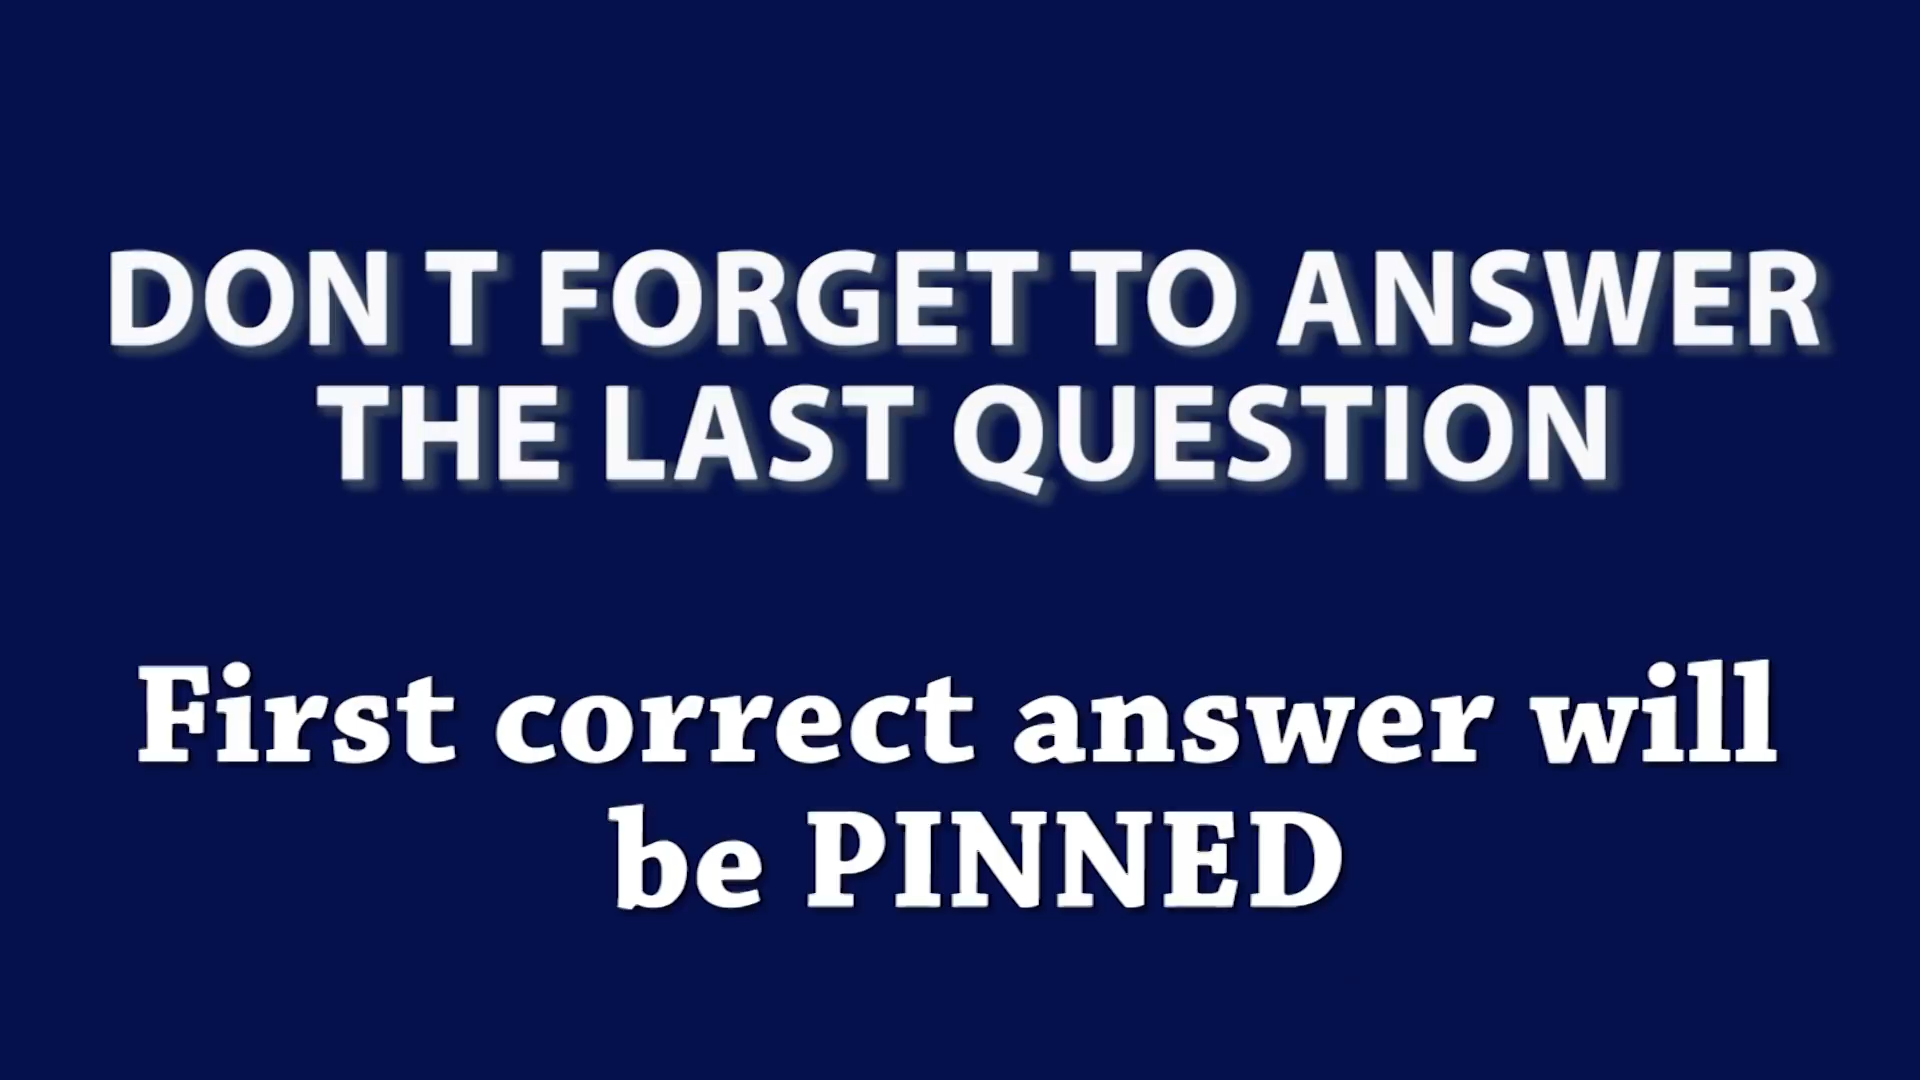 DON T FORGET TO ANSWER
THE LAST QUESTION
First correct answer will
be PINNED